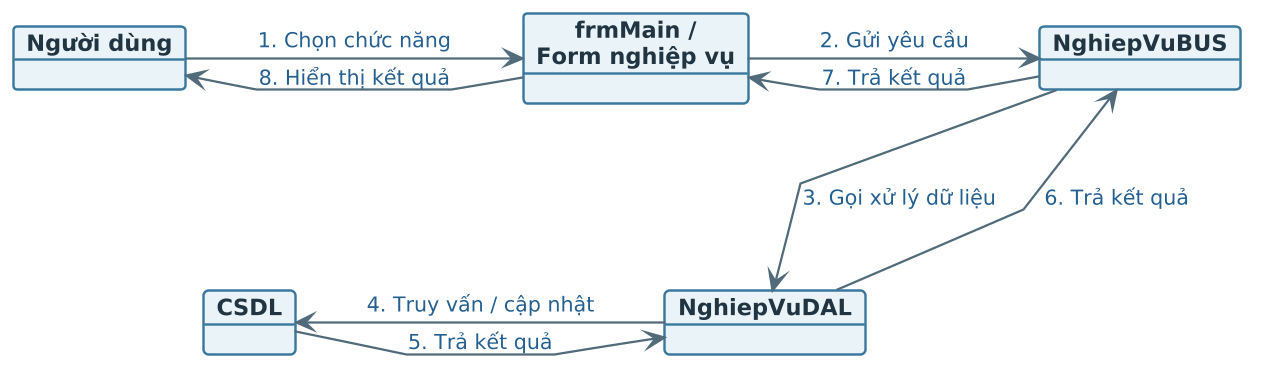 Người dùng
1. Chọn chức năng
frmMain /
Form nghiệp vụ
2. Gửi yêu cầu
NghiepVuBUS
8. Hiển thị kết quả
7. Trả kết quả
3. Gọi xử lý dữ liệu
6. Trả kết quả
CSDL
4. Truy vấn / cập nhật
NghiepVuDAL
5. Trả kết quả